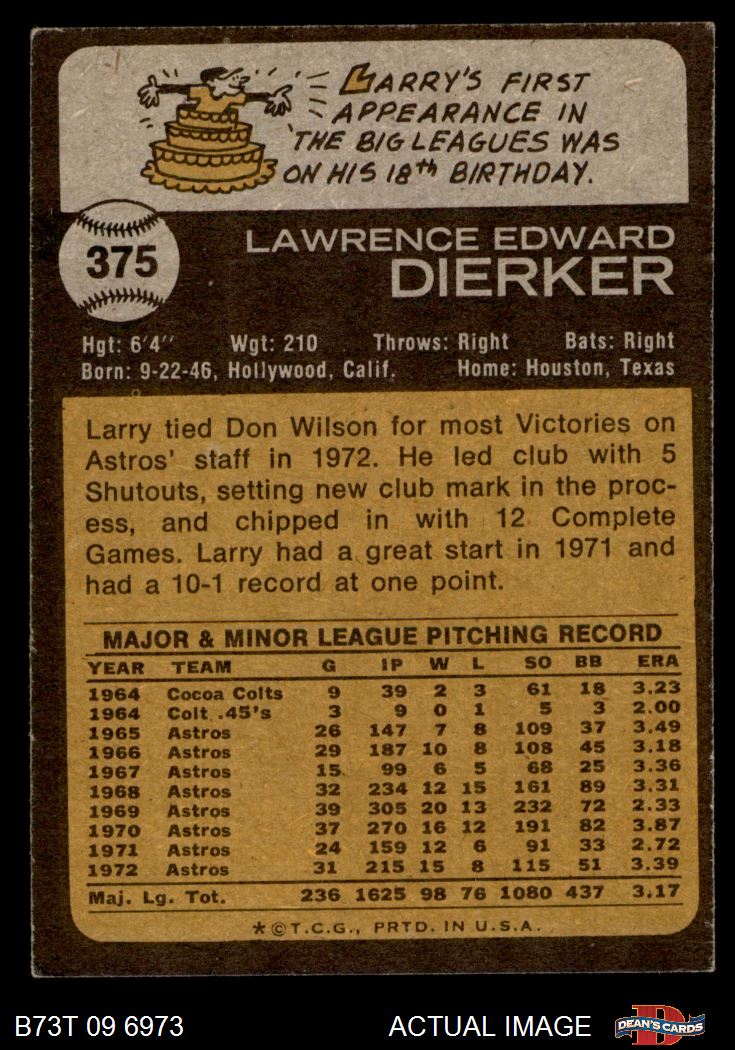 LARRY'S FIRST
APPEARANCE IN
THE BIG LEAGUES WAS
ON HIS 18th BIRTHDAY.
375
LAWRENCE EDWARD
DIERKER
Hgt: 6'4" Wgt: 210 Throws: Right Bats: Right
Born: 9-22-46, Hollywood, Calif. Home: Houston, Texas
Larry tied Don Wilson for most Victories on
Astros' staff in 1972. He led club with 5
Shutouts, setting new club mark in the proc-
ess, and chipped in with 12 Complete
Games. Larry had a great start in 1971 and
had a 10-1 record at one point.
MAJOR & MINOR LEAGUE PITCHING RECORD
YEAR TEAM G IP W L SO BB ERA
1964 Cocoa Colts 9 39 2 3 61 18 3.23
1964 Colt .45's 3 9 0 1 5 3 2.00
1965 Astros 26 147 7 8 109 37 3.49
1966 Astros 29 187 10 8 108 45 3.18
1967 Astros 15 99 6 5 68 25 3.36
1968 Astros 32 234 12 15 161 89 3.31
1969 Astros 39 305 20 13 232 72 2.33
1970 Astros 37 270 16 12 191 82 3.87
1971 Astros 24 159 12 6 91 33 2.72
1972 Astros 31 215 15 8 115 51 3.39
Maj. Lg. Tot. 236 1625 98 76 1080 437 3.17
*©T.C.G., PRTD. IN U.S.A.
B73T 09 6973 ACTUAL IMAGE DEAN'S CARDS